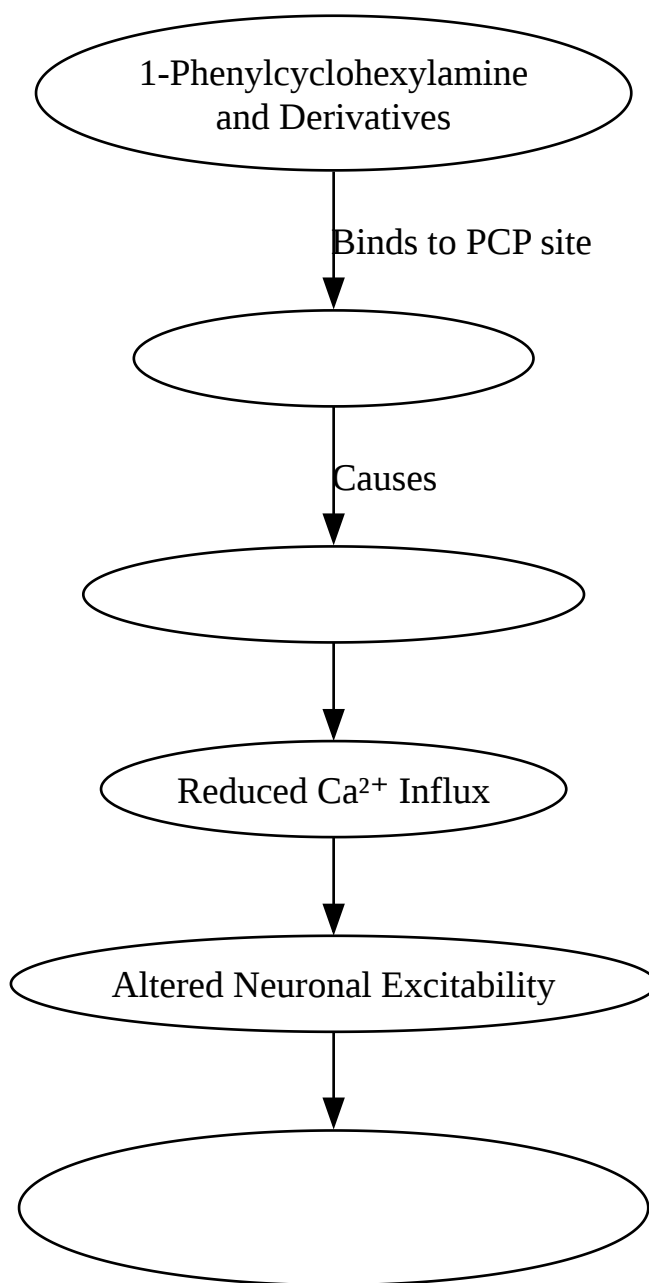 1-Phenylcyclohexylamine
and Derivatives
Binds to PCP site
Causes
Reduced Ca²⁺ Influx
Altered Neuronal Excitability